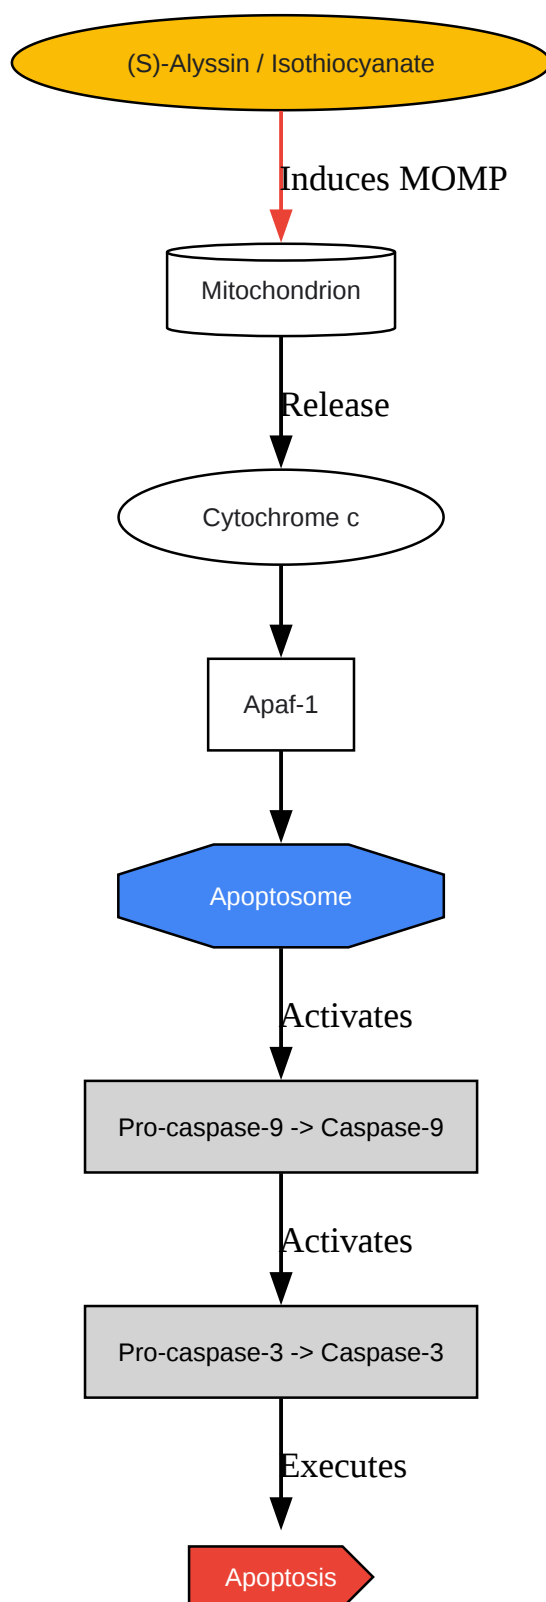 (S)-Alyssin / Isothiocyanate
Induces MOMP
Mitochondrion
Release
Cytochrome c
Apaf-1
Apoptosome
Activates
Pro-caspase-9 -> Caspase-9
Activates
Pro-caspase-3 -> Caspase-3
Executes
Apoptosis